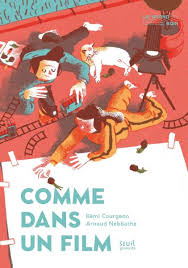 COMME
DANS
UN FILM
Rémi Courgeon
Arnaud Nebbache
seuil
jeunesse